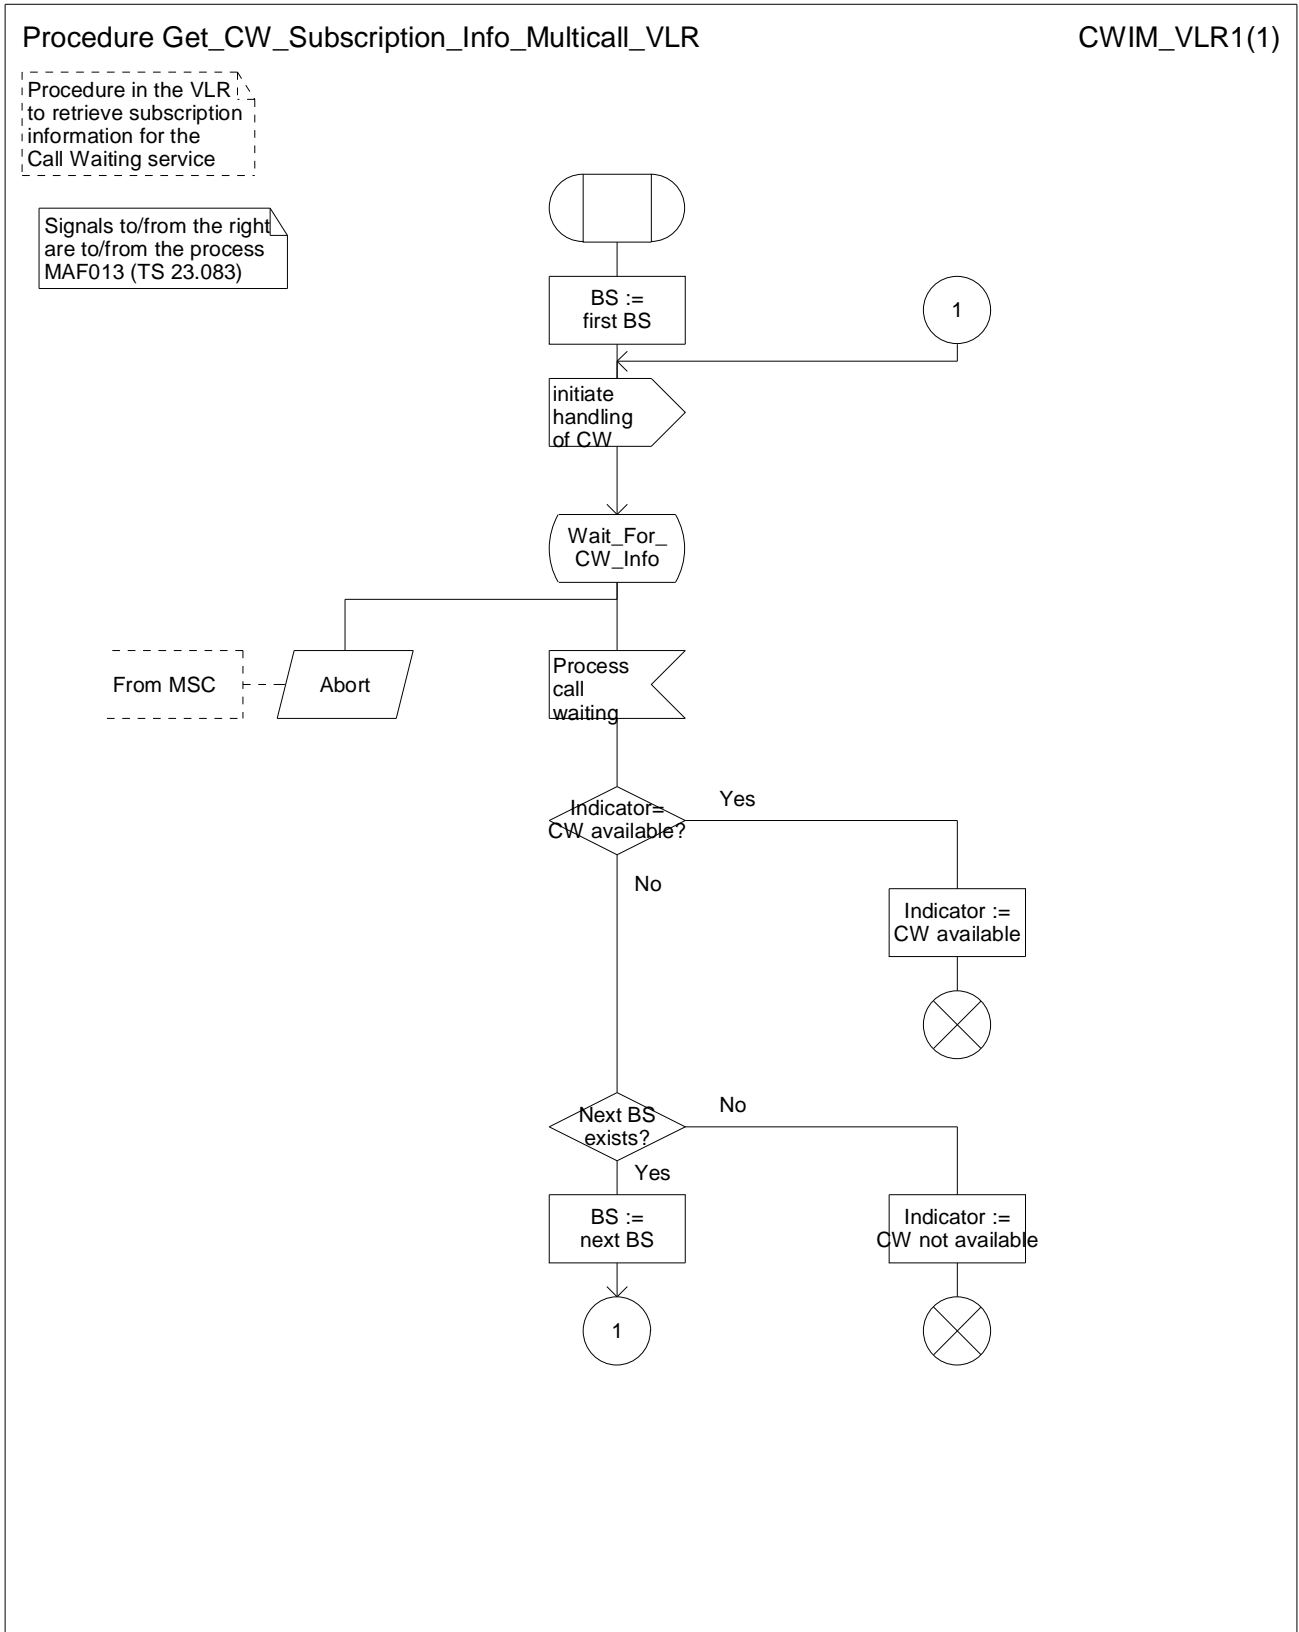 Procedure Get_CW_Subscription_Info_Multicall_VLR
CWIM_VLR1(1)
Procedure in the VLR
to retrieve subscription
information for the
Call Waiting service
Signals to/from the right
are to/from the process
MAF013 (TS 23.083)
BS :=
first BS
1
initiate
handling
of CW
Wait_For_
CW_Info
From MSC
Abort
Process
call
waiting
Indicator=
CW available?
Yes
No
Indicator :=
CW available
Next BS
exists?
No
Yes
BS :=
next BS
Indicator :=
CW not available
1